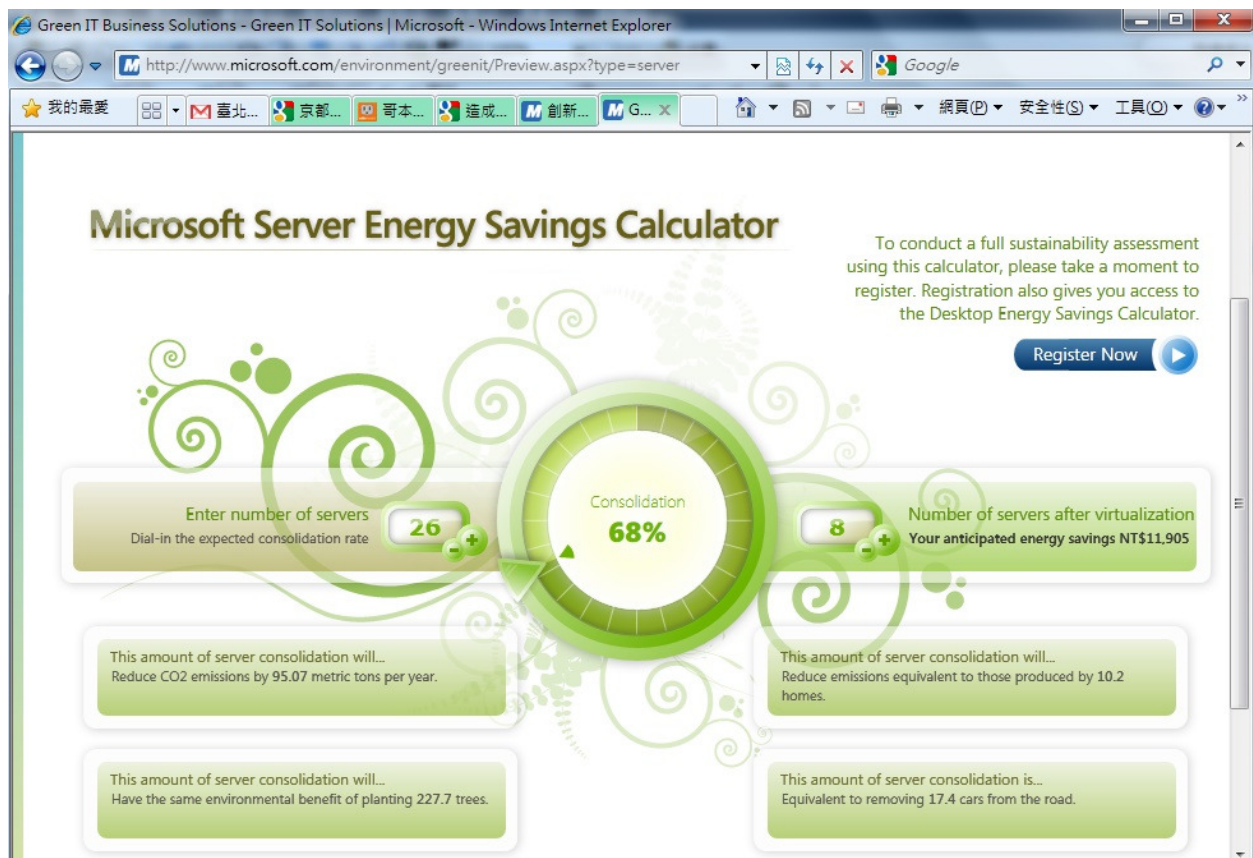 Green IT Business Solutions - Green IT Solutions | Microsoft - Windows Internet Explorer
http://www.microsoft.com/environment/greenit/Preview.aspx?type=server
Google
我的最愛
臺北...
京都...
哥本...
造成...
創新...
G...
網頁(P)
安全性(S)
工具(O)
Microsoft Server Energy Savings Calculator
To conduct a full sustainability assessment
using this calculator, please take a moment to
register. Registration also gives you access to
the Desktop Energy Savings Calculator.
Register Now
Enter number of servers
Dial-in the expected consolidation rate
26
Consolidation
68%
8
Number of servers after virtualization
Your anticipated energy savings NT$11,905
This amount of server consolidation will...
Reduce CO2 emissions by 95.07 metric tons per year.
This amount of server consolidation will...
Reduce emissions equivalent to those produced by 10.2
homes.
This amount of server consolidation will...
Have the same environmental benefit of planting 227.7 trees.
This amount of server consolidation is...
Equivalent to removing 17.4 cars from the road.